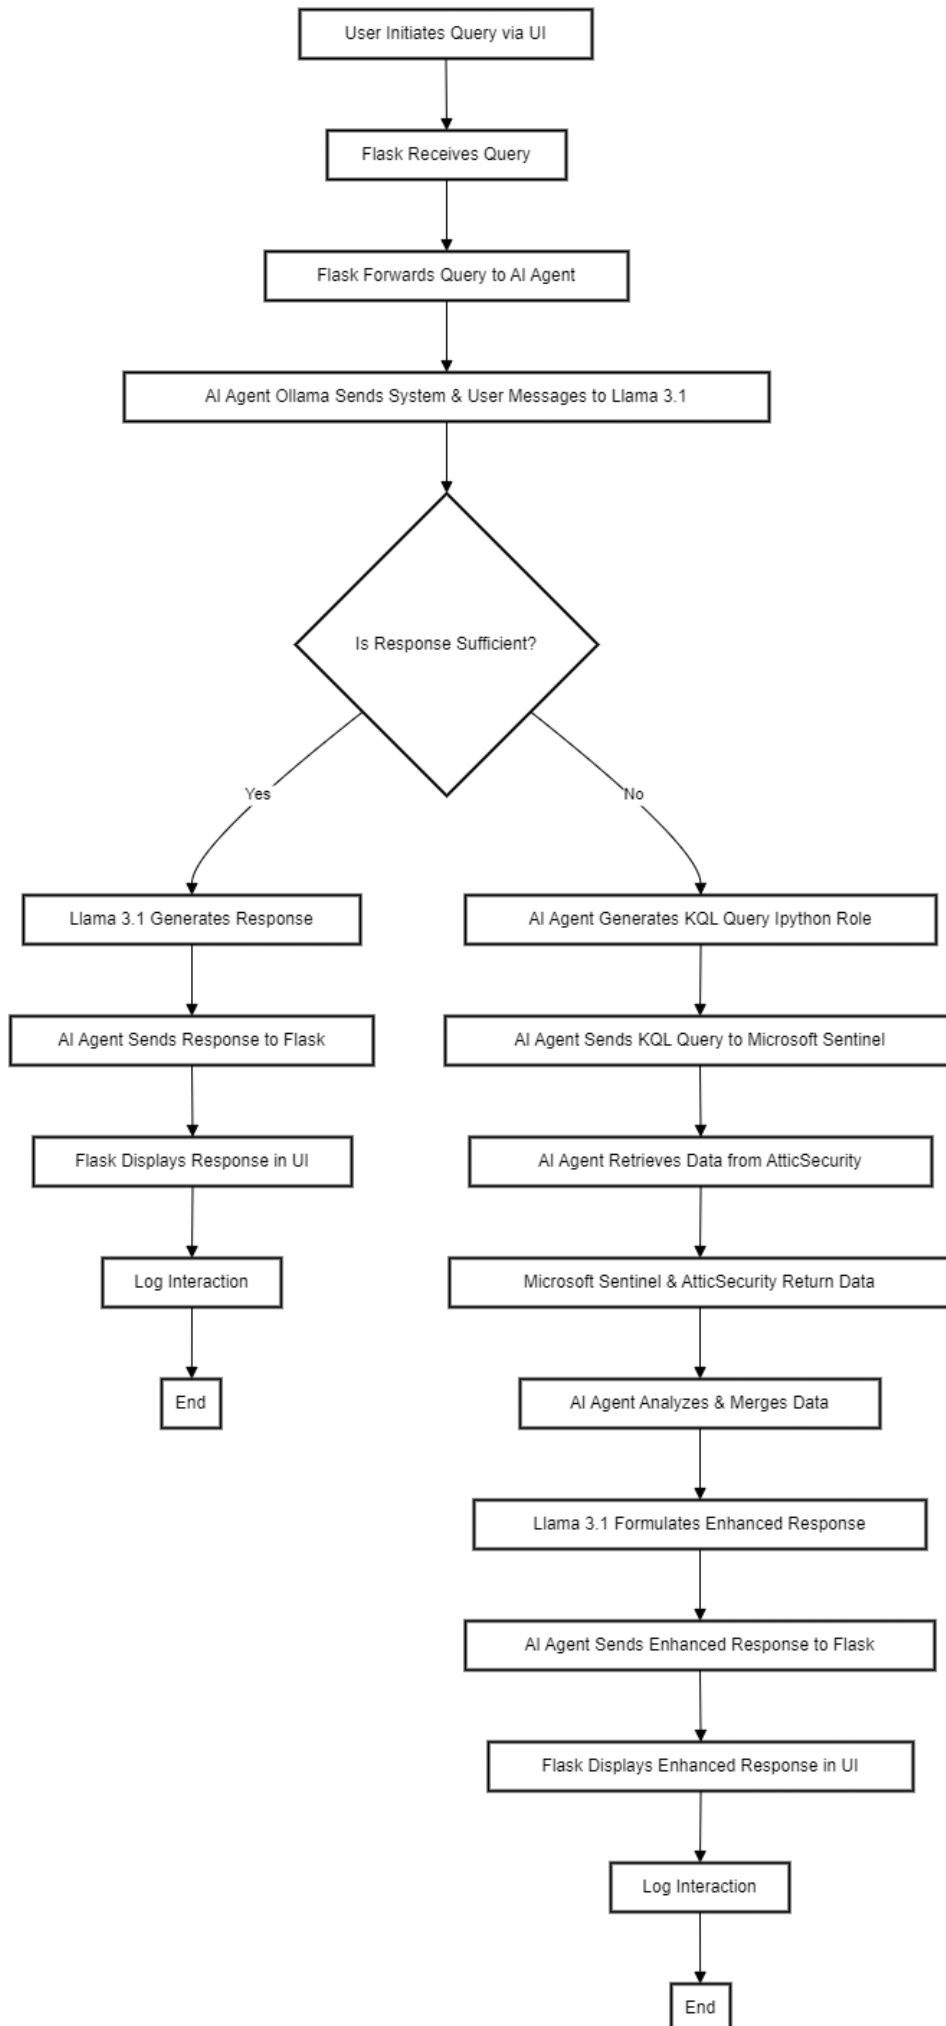 User Initiates Query via UI
Flask Receives Query
Flask Forwards Query to AI Agent
AI Agent Ollama Sends System & User Messages to Llama 3.1
Is Response Sufficient?
Yes
No
Llama 3.1 Generates Response
AI Agent Sends Response to Flask
Flask Displays Response in UI
Log Interaction
End
AI Agent Generates KQL Query Ipython Role
AI Agent Sends KQL Query to Microsoft Sentinel
AI Agent Retrieves Data from AtticSecurity
Microsoft Sentinel & AtticSecurity Return Data
AI Agent Analyzes & Merges Data
Llama 3.1 Formulates Enhanced Response
AI Agent Sends Enhanced Response to Flask
Flask Displays Enhanced Response in UI
Log Interaction
End